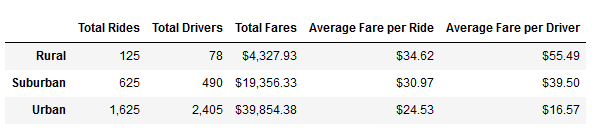 Total Rides Total Drivers Total Fares Average Fare per Ride Average Fare per Driver
Rural 125 78 $4,327.93 $34.62 $55.49
Suburban 625 490 $19,356.33 $30.97 $39.50
Urban 1,625 2,405 $39,854.38 $24.53 $16.57